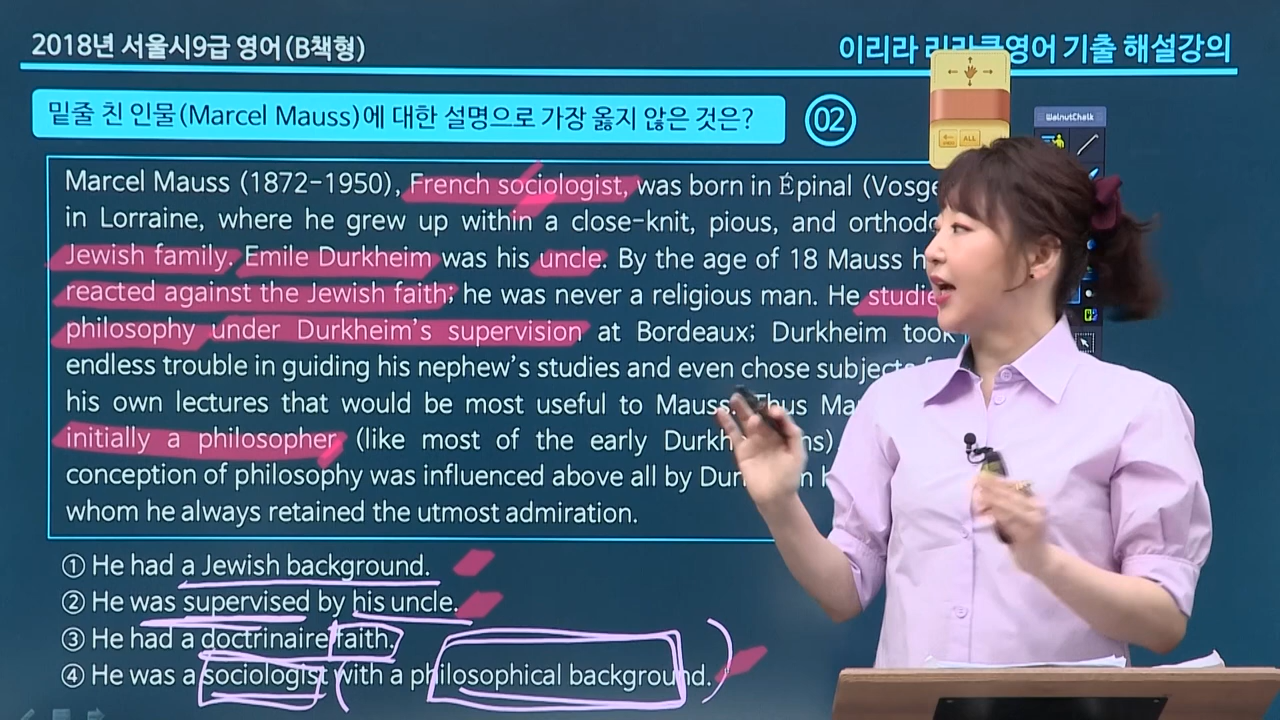 2018년 서울시9급 영어(B책형)
이리라 영어 기출 해설강의
밑줄 친 인물(Marcel Mauss)에 대한 설명으로 가장 옳지 않은 것은?
02
WalnutChalk
ALL
Marcel Mauss (1872-1950), French sociologist, was born in Épinal (Vosge
in Lorraine, where he grew up within a close-knit, pious, and orthodo
Jewish family. Emile Durkheim was his uncle. By the age of 18 Mauss h
reacted against the Jewish faith; he was never a religious man. He studie
philosophy under Durkheim's supervision at Bordeaux; Durkheim took
endless trouble in guiding his nephew's studies and even chose subjects
his own lectures that would be most useful to Mauss. Thus Ma
initially a philosopher (like most of the early Durkh ns)
conception of philosophy was influenced above all by Dur m h
whom he always retained the utmost admiration.
① He had a Jewish background.
② He was supervised by his uncle.
③ He had a doctrinaire faith.
④ He was a sociologist with a philosophical background.